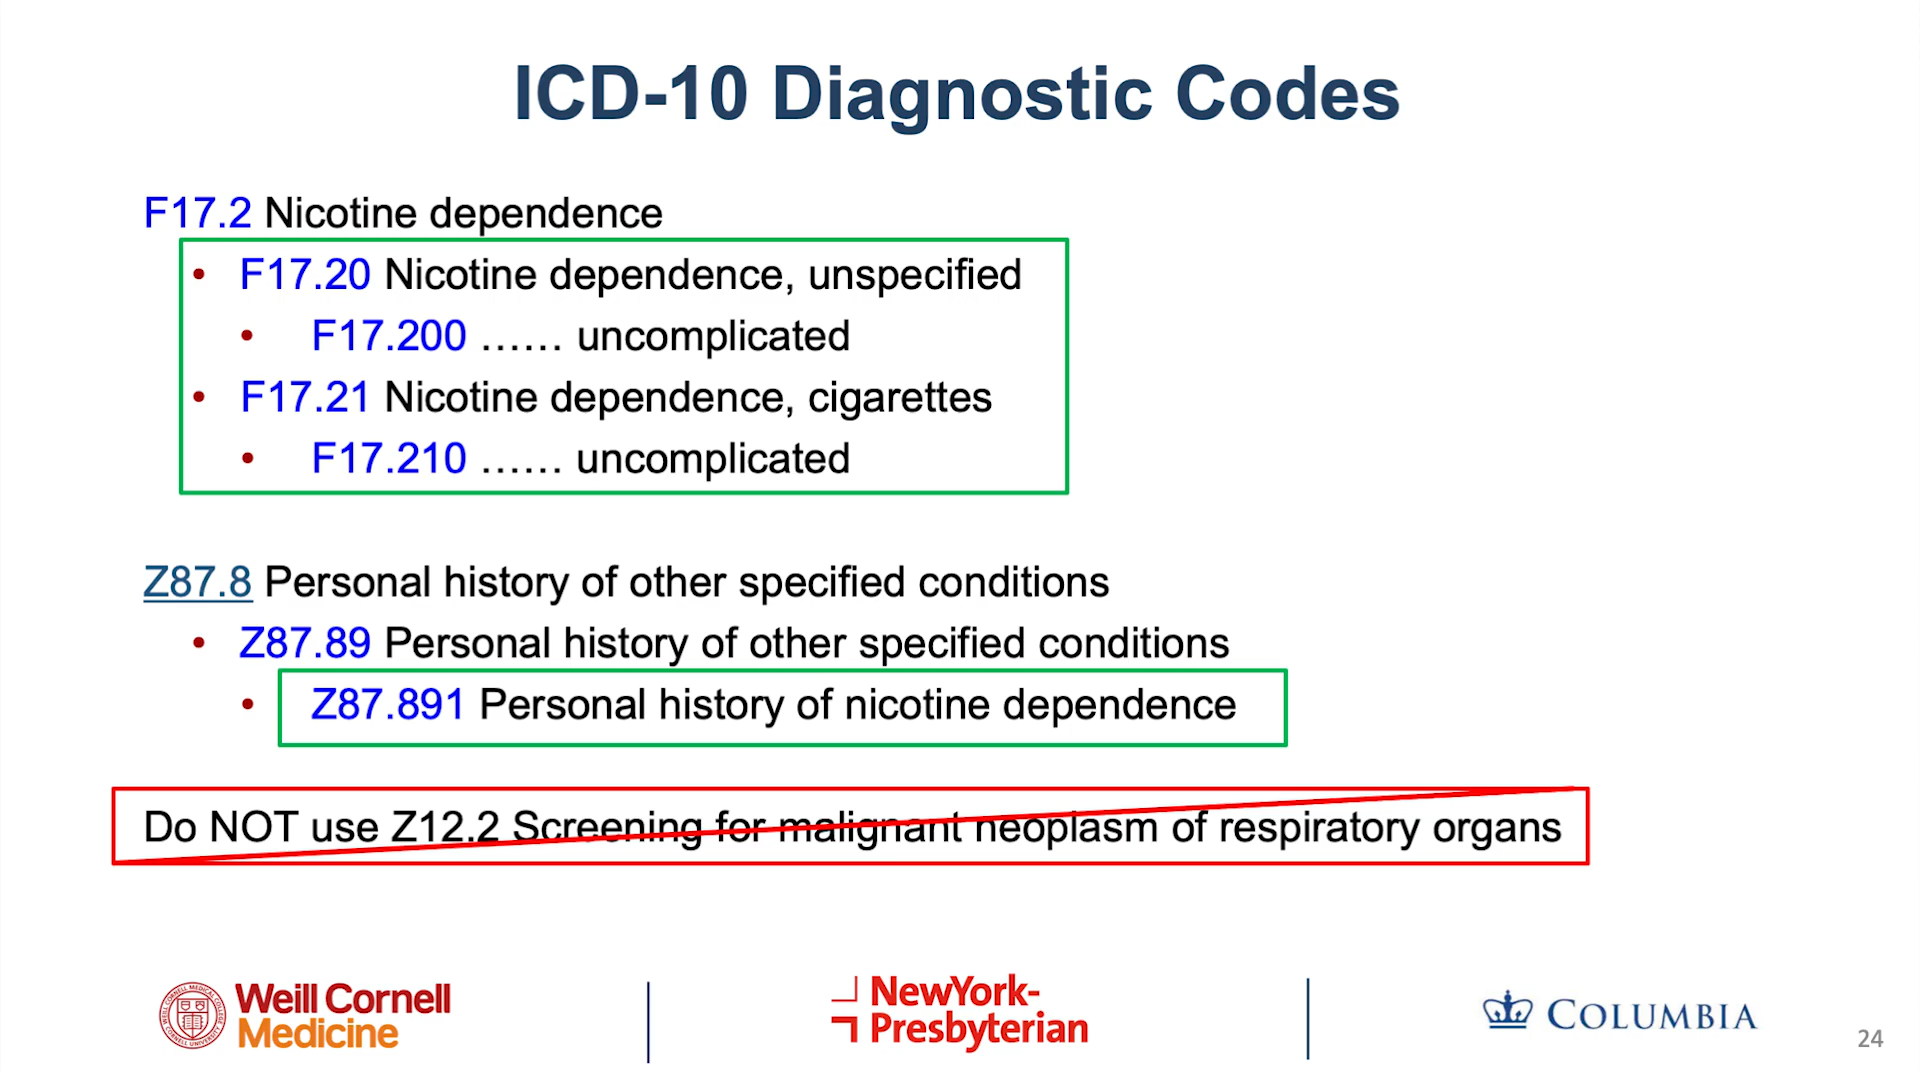 ICD-10 Diagnostic Codes
F17.2 Nicotine dependence
• F17.20 Nicotine dependence, unspecified
• F17.200 …… uncomplicated
• F17.21 Nicotine dependence, cigarettes
• F17.210 …… uncomplicated
Z87.8 Personal history of other specified conditions
• Z87.89 Personal history of other specified conditions
• Z87.891 Personal history of nicotine dependence
Do NOT use Z12.2 Screening for malignant neoplasm of respiratory organs
Weill Cornell
Medicine
NewYork-
Presbyterian
COLUMBIA
24